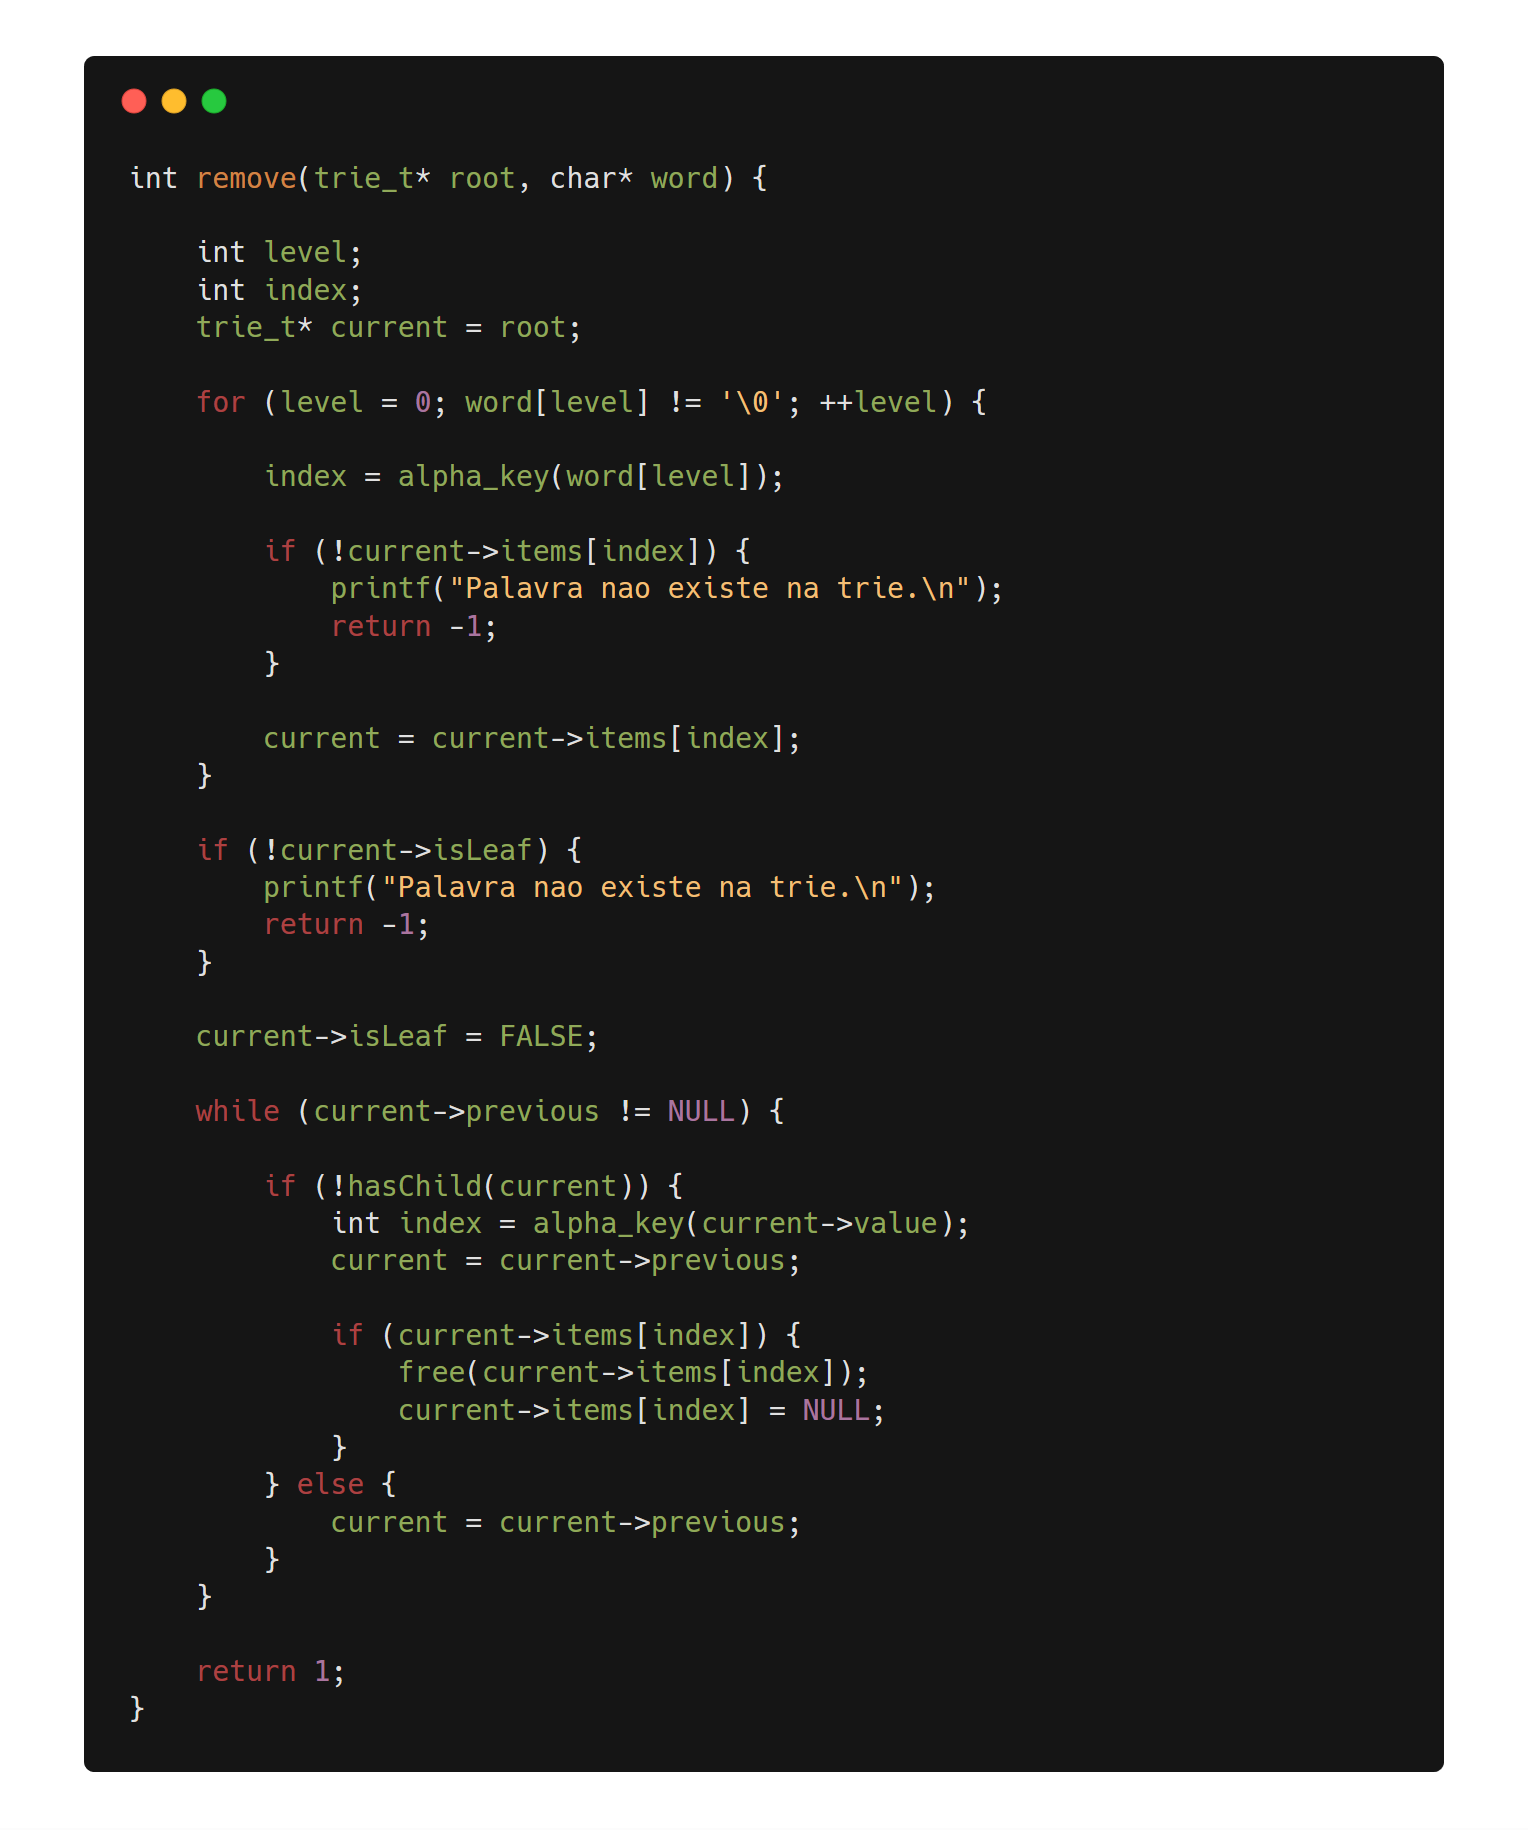 int remove(trie_t* root, char* word) {
    int level;
    int index;
    trie_t* current = root;
    for (level = 0; word[level] != '\0'; ++level) {
        index = alpha_key(word[level]);
        if (!current->items[index]) {
            printf("Palavra nao existe na trie.\n");
            return -1;
        }
        current = current->items[index];
    }
    if (!current->isLeaf) {
        printf("Palavra nao existe na trie.\n");
        return -1;
    }
    current->isLeaf = FALSE;
    while (current->previous != NULL) {
        if (!hasChild(current)) {
            int index = alpha_key(current->value);
            current = current->previous;
            if (current->items[index]) {
                free(current->items[index]);
                current->items[index] = NULL;
            }
        } else {
            current = current->previous;
        }
    }
    return 1;
}